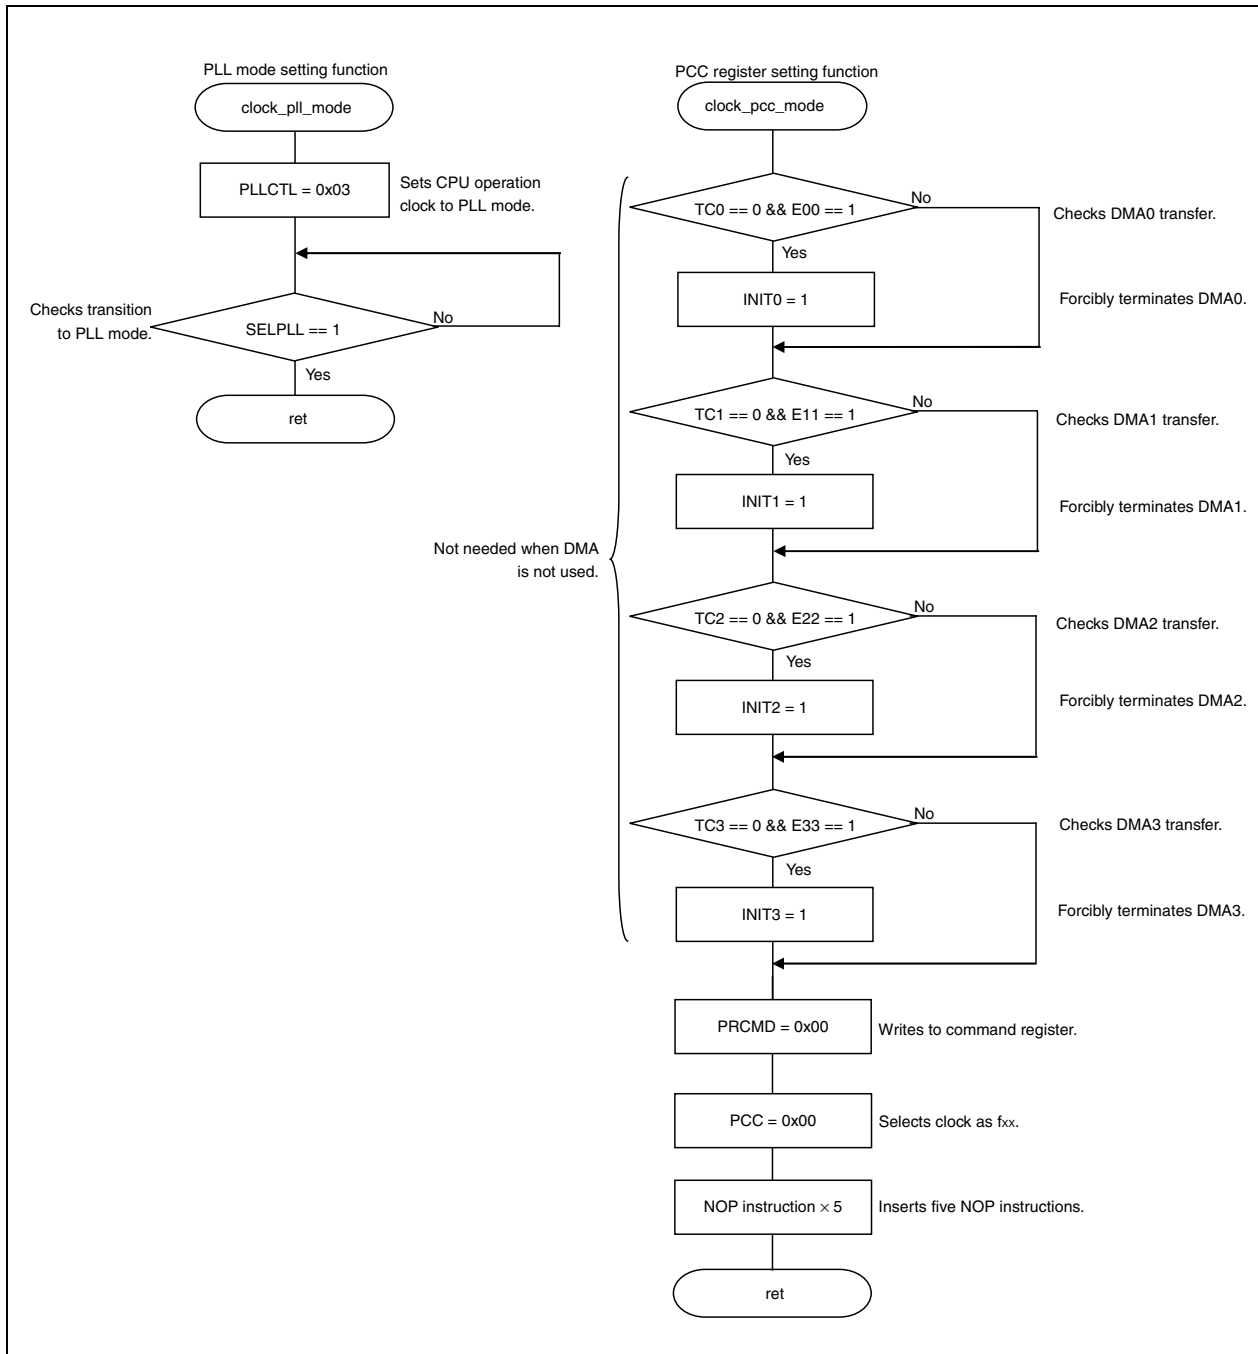 PLL mode setting function
clock_pll_mode
PLLCTL = 0x03
Sets CPU operation
clock to PLL mode.
Checks transition
to PLL mode.
SELPLL == 1
No
Yes
ret
PCC register setting function
clock_pcc_mode
TC0 == 0 && E00 == 1
No
Checks DMA0 transfer.
Yes
INIT0 = 1
Forcibly terminates DMA0.
TC1 == 0 && E11 == 1
No
Checks DMA1 transfer.
Yes
INIT1 = 1
Forcibly terminates DMA1.
Not needed when DMA
is not used.
TC2 == 0 && E22 == 1
No
Checks DMA2 transfer.
Yes
INIT2 = 1
Forcibly terminates DMA2.
TC3 == 0 && E33 == 1
No
Checks DMA3 transfer.
Yes
INIT3 = 1
Forcibly terminates DMA3.
PRCMD = 0x00
Writes to command register.
PCC = 0x00
Selects clock as fxx.
NOP instruction × 5
Inserts five NOP instructions.
ret